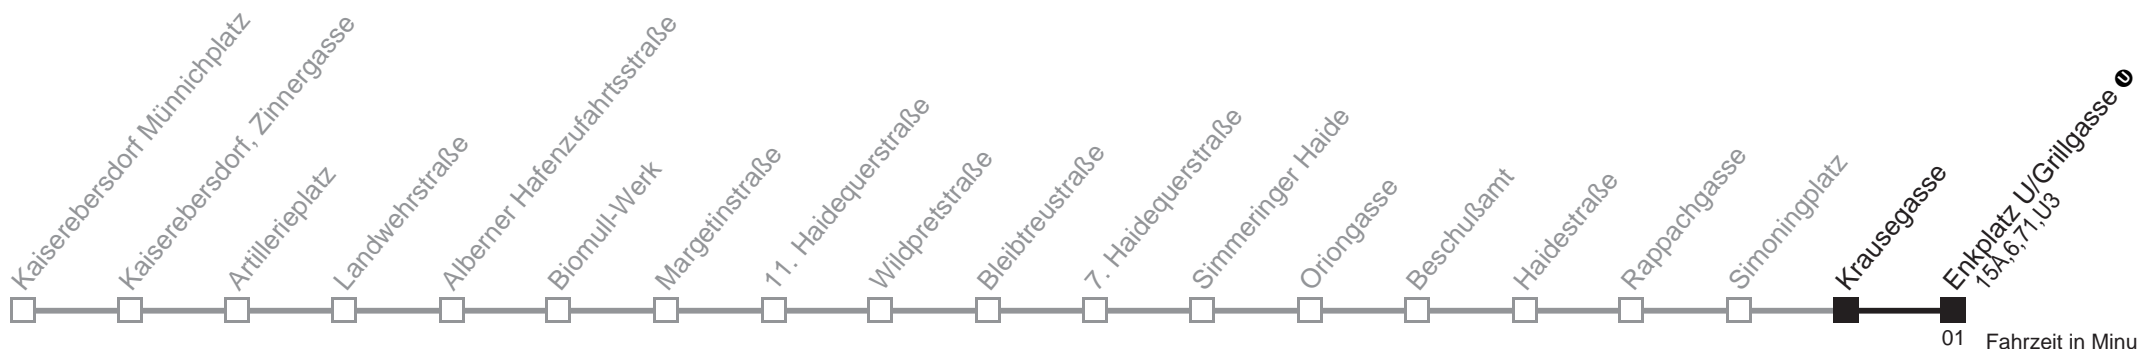 Kaiserebersdorf Münnichplatz
Kaiserebersdorf, Zinnergasse
Artillerieplatz
Landwehrstraße
Alberner Hafenzufahrtsstraße
Biomull-Werk
Margetinstraße
11. Haidequerstraße
Wildpretstraße
Bleibtreustraße
7. Haidequerstraße
Simmeringer Haide
Oriongasse
Beschußamt
Haidestraße
Rappachgasse
Simoningplatz
Krausegasse
Enkplatz U/Grillgasse U
15A,6,71,U3
01 Fahrzeit in Minu